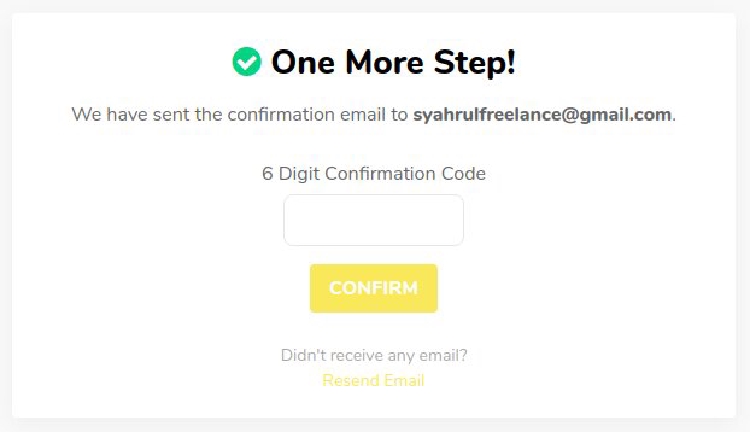 One More Step!
We have sent the confirmation email to syahrulfreelance@gmail.com.
6 Digit Confirmation Code
CONFIRM
Didn't receive any email?
Resend Email